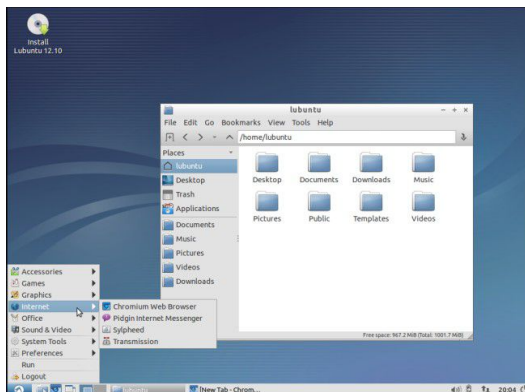 Install
Lubuntu 12.10
lubuntu
File Edit Go Bookmarks View Tools Help
/home/lubuntu
Places
lubuntu
Desktop
Trash
Applications
Documents
Music
Pictures
Videos
Downloads
Desktop Documents Downloads Music
Pictures Public Templates Videos
Free space: 967.2 MiB (Total: 1001.7 MiB)
Accessories
Games
Graphics
Internet
Office
Sound & Video
System Tools
Preferences
Run
Logout
Chromium Web Browser
Pidgin Internet Messenger
Sylpheed
Transmission
lubuntu
[New Tab - Chrom...
20:04